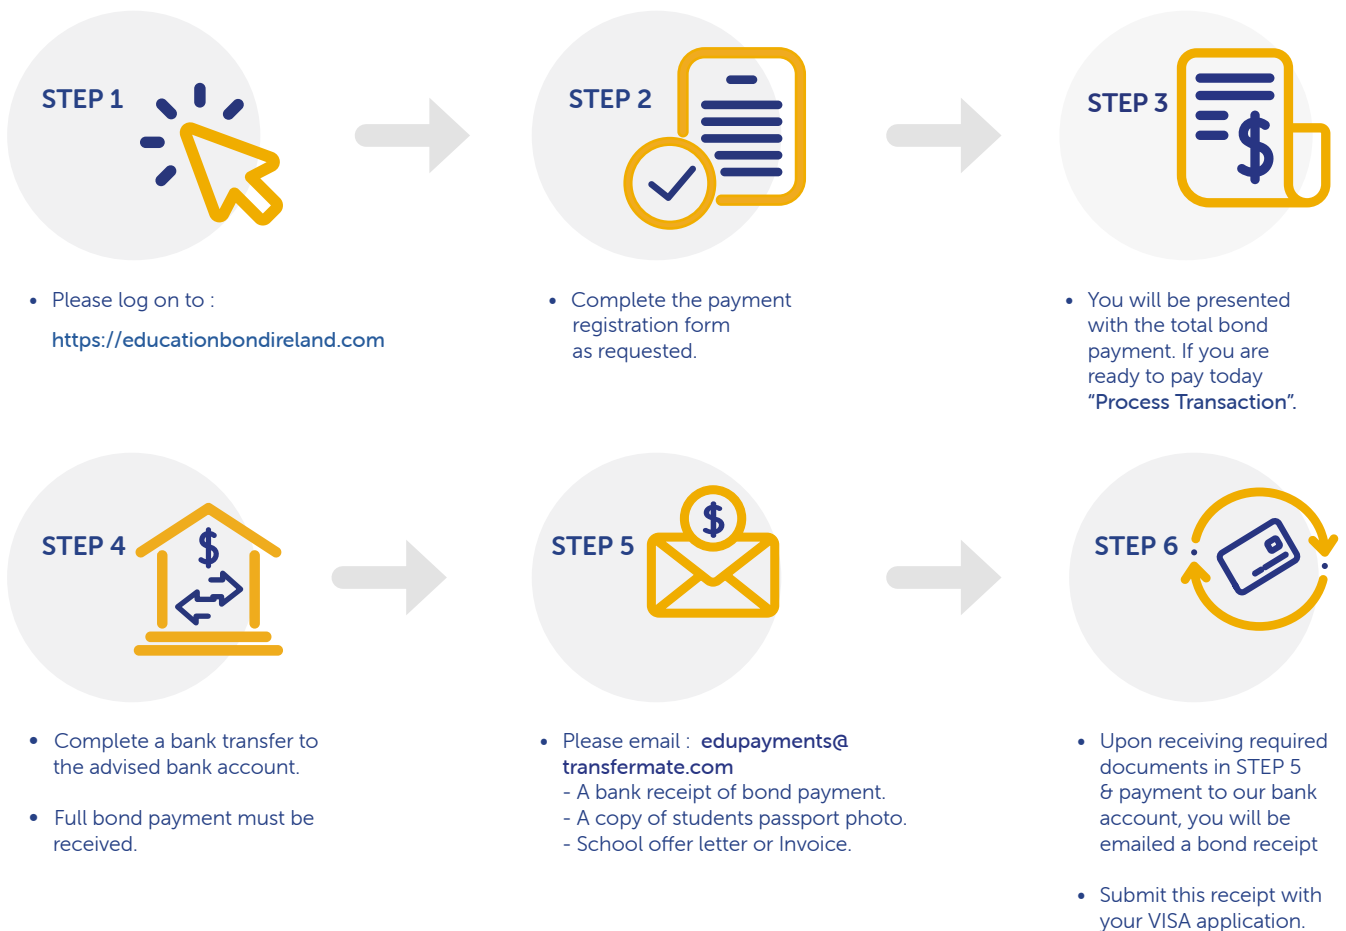 STEP 1
• Please log on to :
https://educationbondireland.com
STEP 2
• Complete the payment
registration form
as requested.
STEP 3
$
• You will be presented
with the total bond
payment. If you are
ready to pay today
“Process Transaction”.
STEP 4
$
• Complete a bank transfer to
the advised bank account.
• Full bond payment must be
received.
STEP 5
$
• Please email : edupayments@
transfermate.com
- A bank receipt of bond payment.
- A copy of students passport photo.
- School offer letter or Invoice.
STEP 6
• Upon receiving required
documents in STEP 5
& payment to our bank
account, you will be
emailed a bond receipt
• Submit this receipt with
your VISA application.